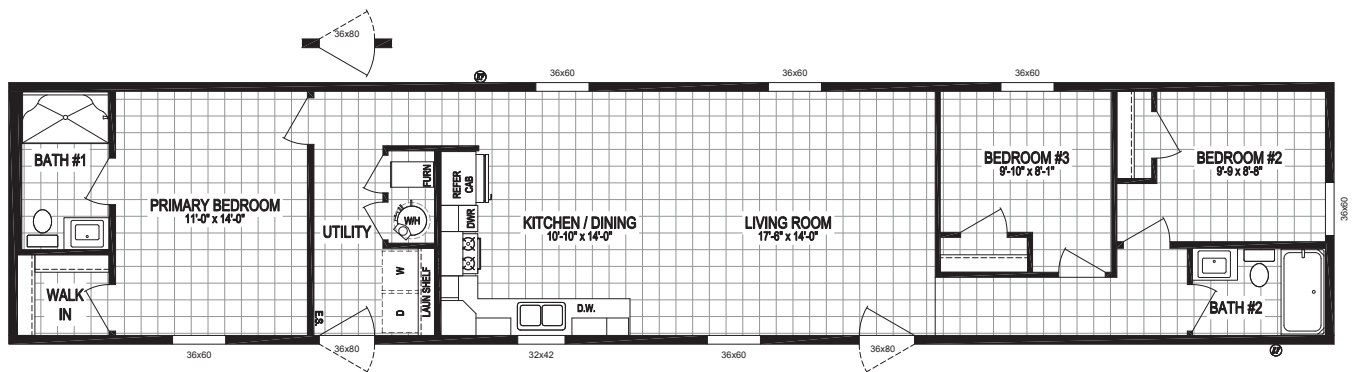 36x80
36x60
36x60
36x60
BATH #1
PRIMARY BEDROOM
11'-0" x 14'-0"
WALK
IN
UTILITY
FURN
W/H
W
D
LAUN SHELF
E.S.
REFER
CAB
DWR
KITCHEN / DINING
10'-10" x 14'-0"
D.W.
LIVING ROOM
17'-6" x 14'-0"
BEDROOM #3
9'-10" x 8'-1"
BEDROOM #2
9'-9 x 8'-8"
36x60
BATH #2
36x60
36x80
32x42
36x60
36x80